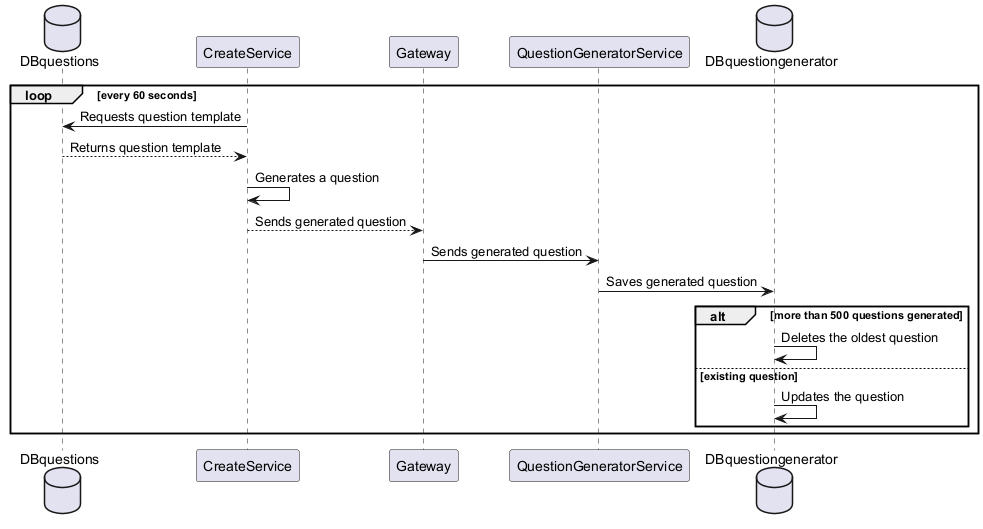 DBquestions
CreateService
Gateway
QuestionGeneratorService
DBquestiongenerator
loop
[every 60 seconds]
Requests question template
Returns question template
Generates a question
Sends generated question
Sends generated question
Saves generated question
alt
[more than 500 questions generated]
Deletes the oldest question
[existing question]
Updates the question
DBquestions
CreateService
Gateway
QuestionGeneratorService
DBquestiongenerator